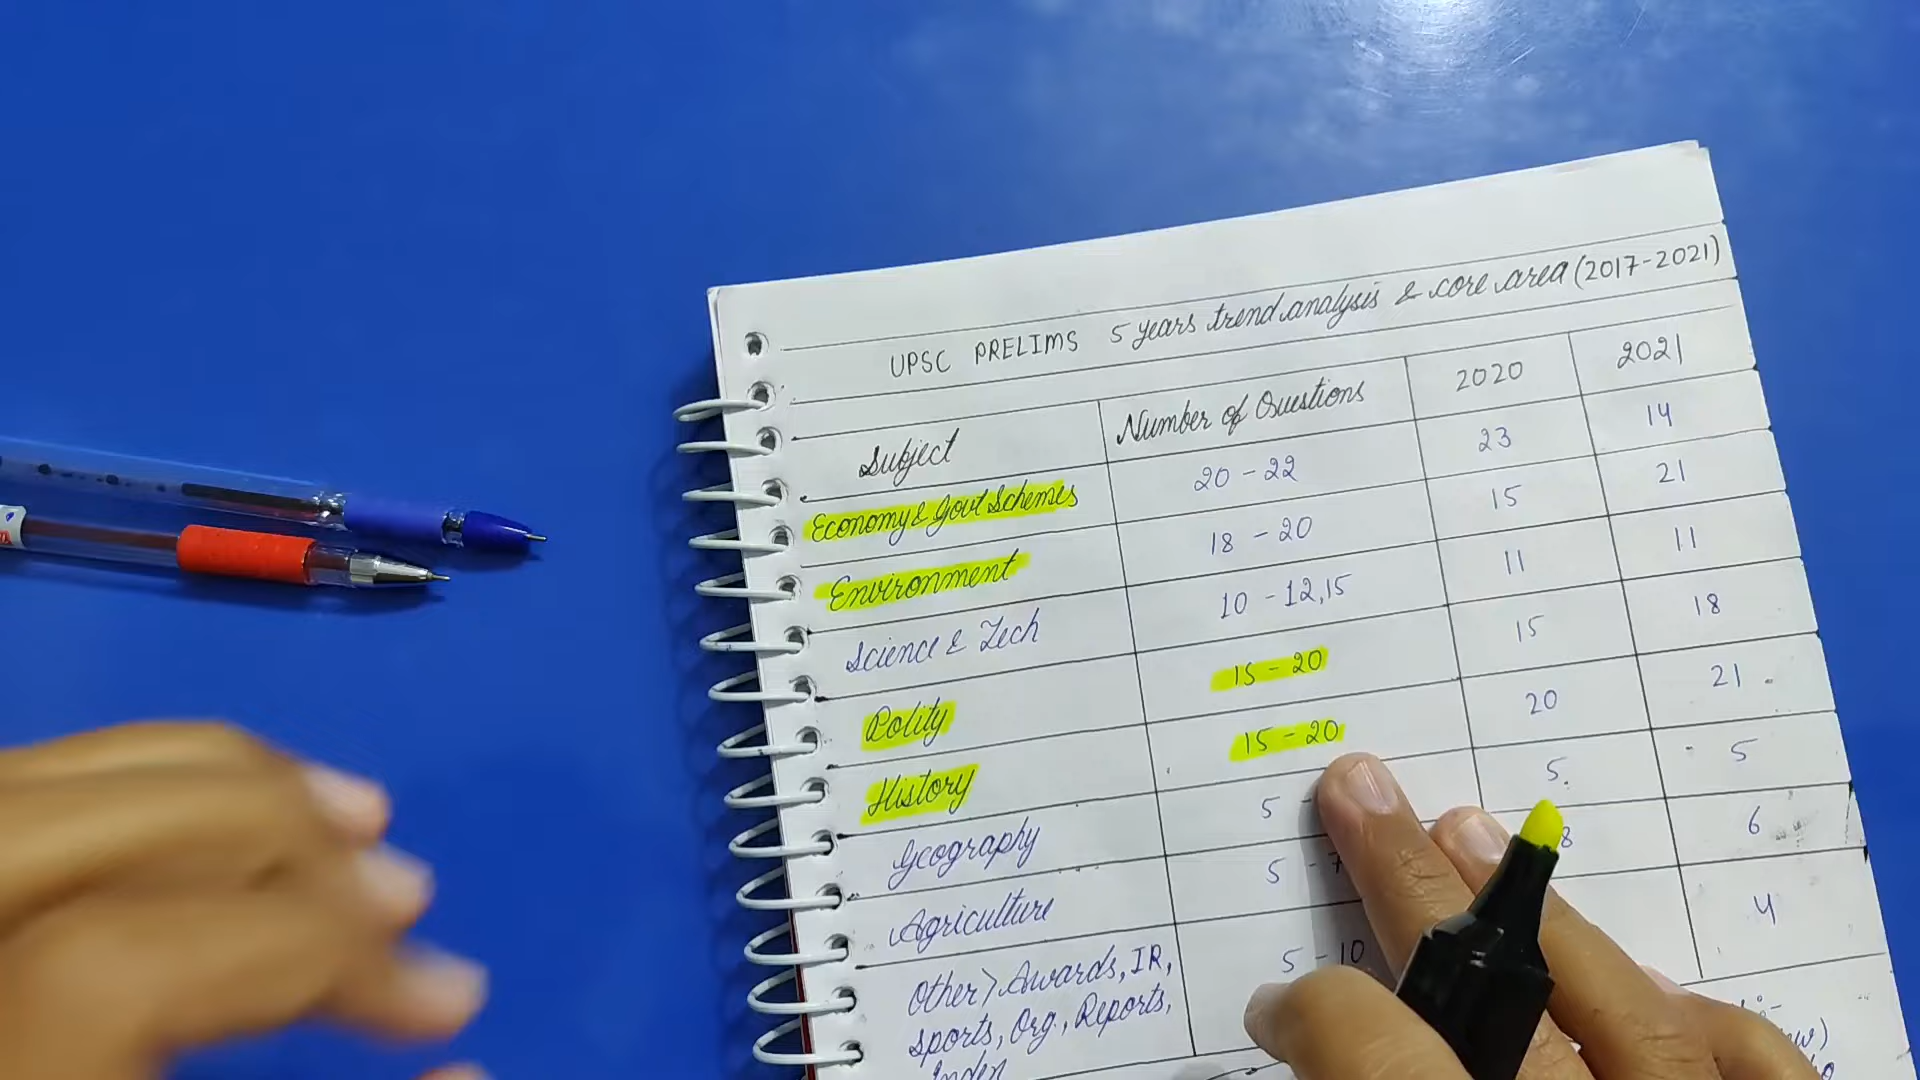 UPSC PRELIMS 5 years trend analysis & core area (2017-2021)
Subject Number of Questions 2020 2021
Economy & Govt Schemes 20 - 22 23 14
Environment 18 - 20 15 21
Science & Tech 10 - 12,15 11 11
Polity 15 - 20 15 18
History 15 - 20 20 21
Geography 5 - 5 5
Agriculture 5 - 7 8 6
Other > Awards, IR, 5 - 10 4
Sports, Org., Reports,
Index